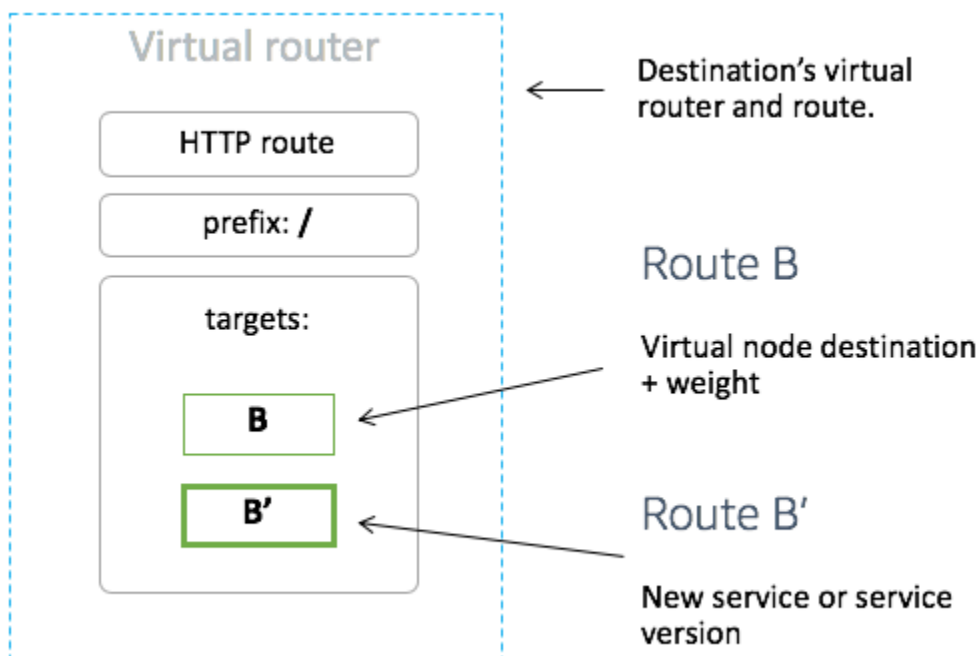 Virtual router
HTTP route
prefix: /
targets:
B
B’
Destination’s virtual
router and route.
Route B
Virtual node destination
+ weight
Route B’
New service or service
version